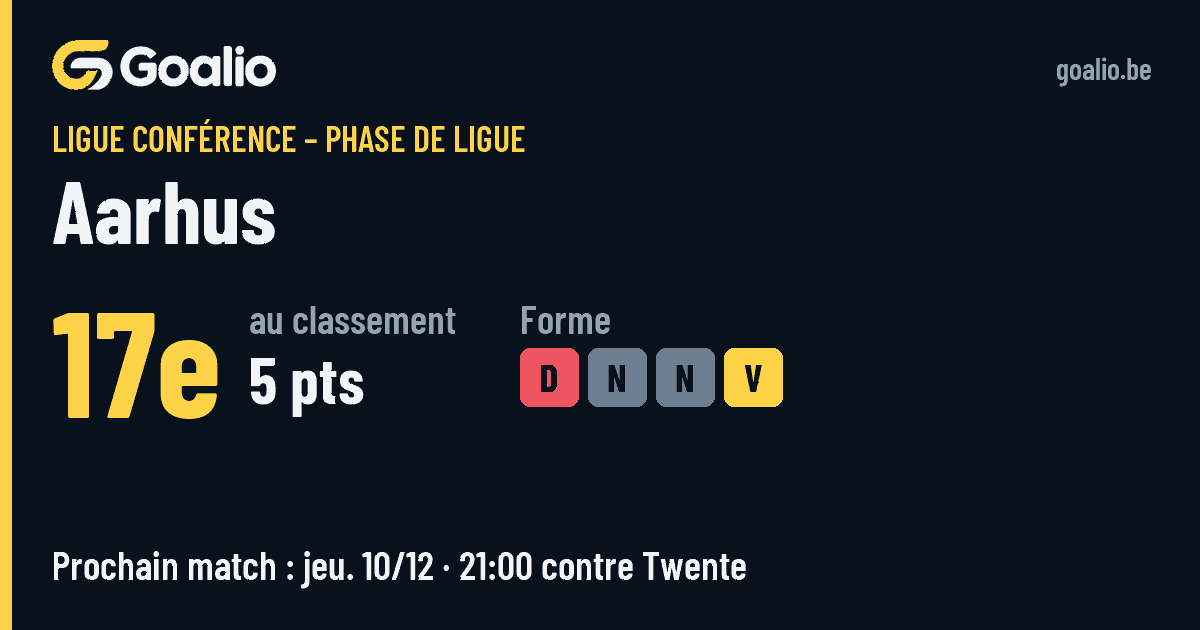 Goalio
goalio.be
LIGUE CONFÉRENCE – PHASE DE LIGUE
Aarhus
17e
au classement
5 pts
Forme
D N N V
Prochain match : jeu. 10/12 · 21:00 contre Twente